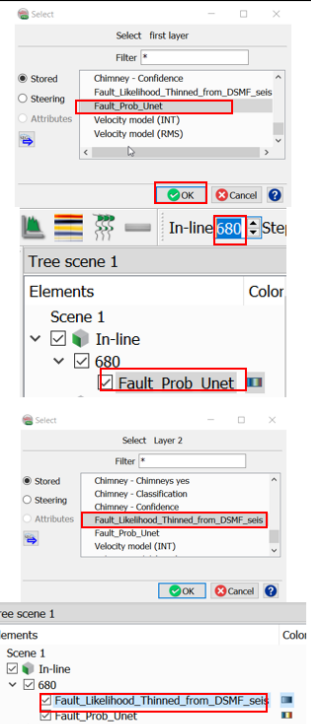 Select
Select first layer
Filter *
Stored
Steering
Attributes
Chimney - Confidence
Fault_Likelihood_Thinned_from_DSMF_seis
Fault_Prob_Unet
Velocity model (INT)
Velocity model (RMS)
OK
Cancel
?
In-line 680 Ste
Tree scene 1
Elements Color
Scene 1
In-line
680
Fault_Prob_Unet
Select
Select Layer 2
Filter *
Stored
Steering
Attributes
Chimney - Chimneys yes
Chimney - Classification
Chimney - Confidence
Fault_Likelihood_Thinned_from_DSMF_seis
Fault_Prob_Unet
Velocity model (INT)
OK
Cancel
?
ree scene 1
lements Color
Scene 1
In-line
680
Fault_Likelihood_Thinned_from_DSMF_seis
Fault_Prob_Unet